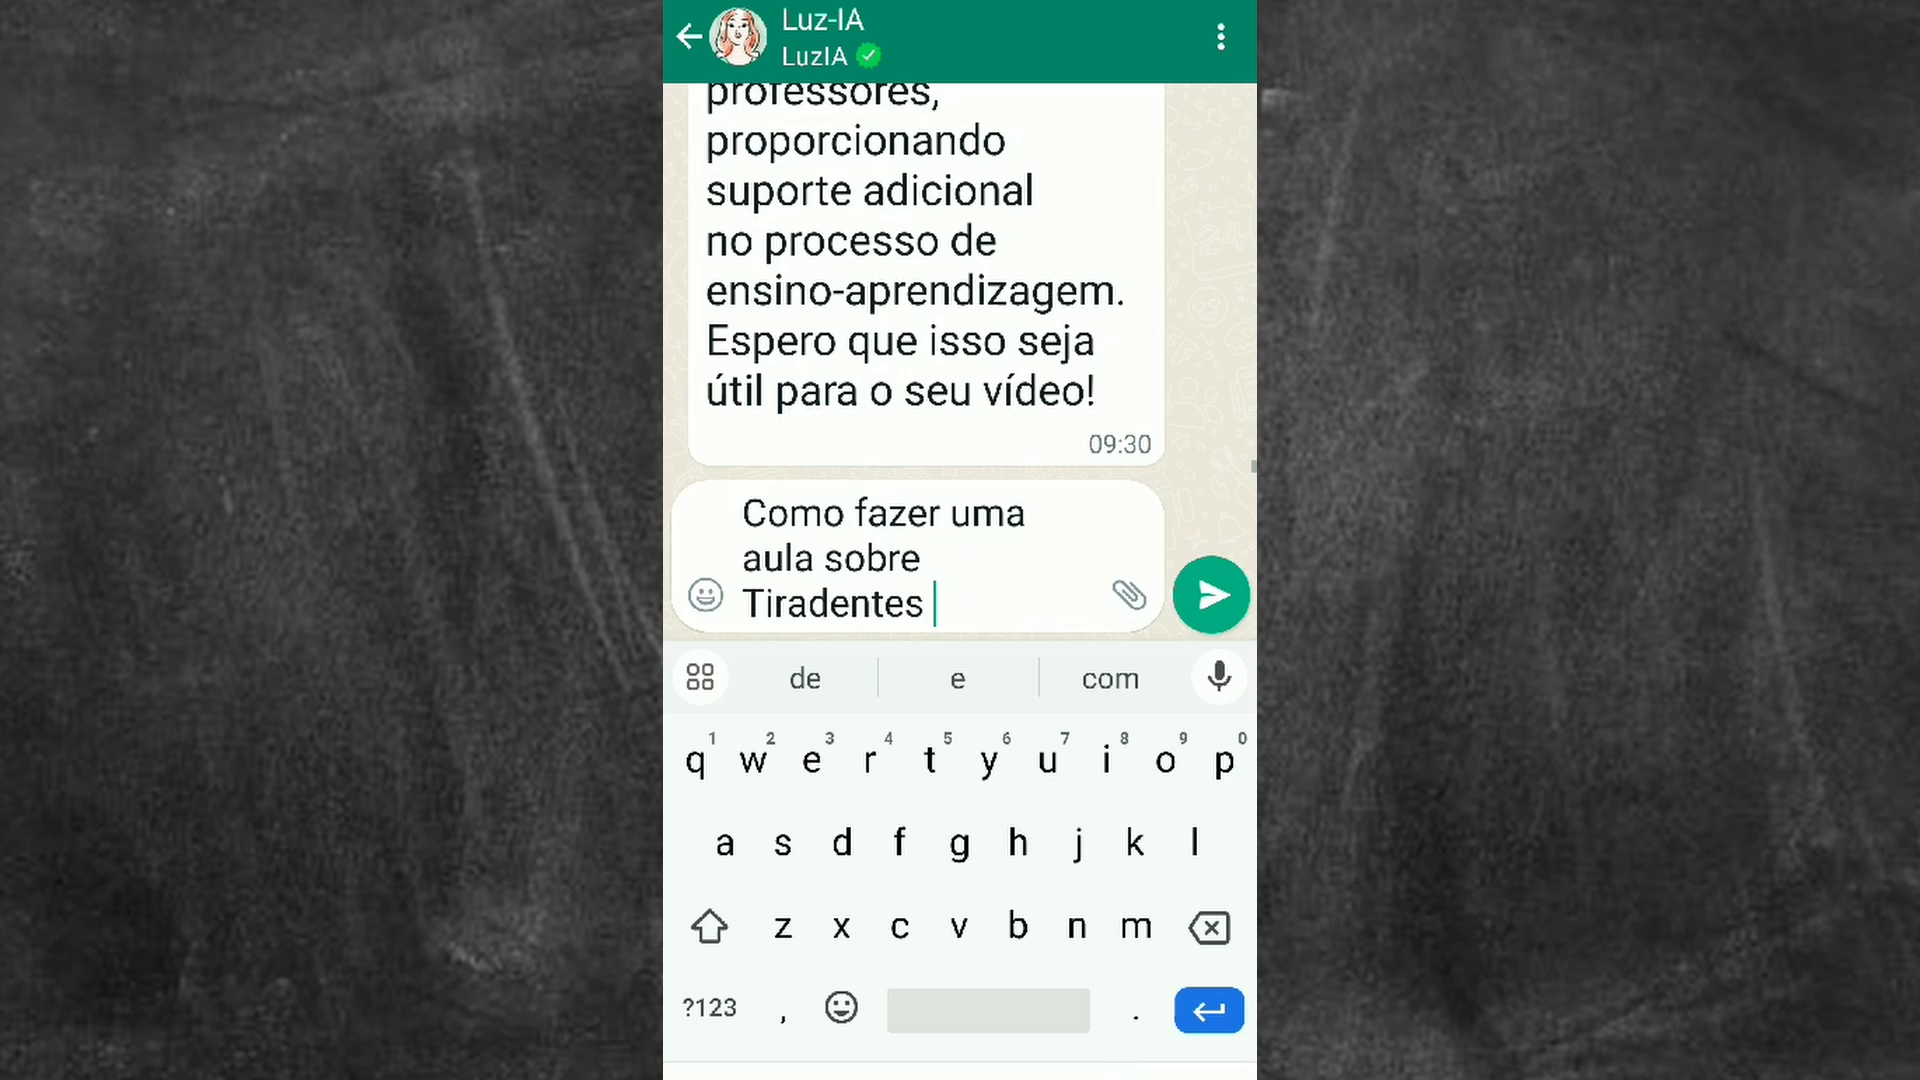 Luz-IA
LuzIA
professores,
proporcionando
suporte adicional
no processo de
ensino-aprendizagem.
Espero que isso seja
útil para o seu vídeo!
09:30
Como fazer uma
aula sobre
Tiradentes
de e com
1 2 3 4 5 6 7 8 9 0
q w e r t y u i o p
a s d f g h j k l
z x c v b n m
?123 , .